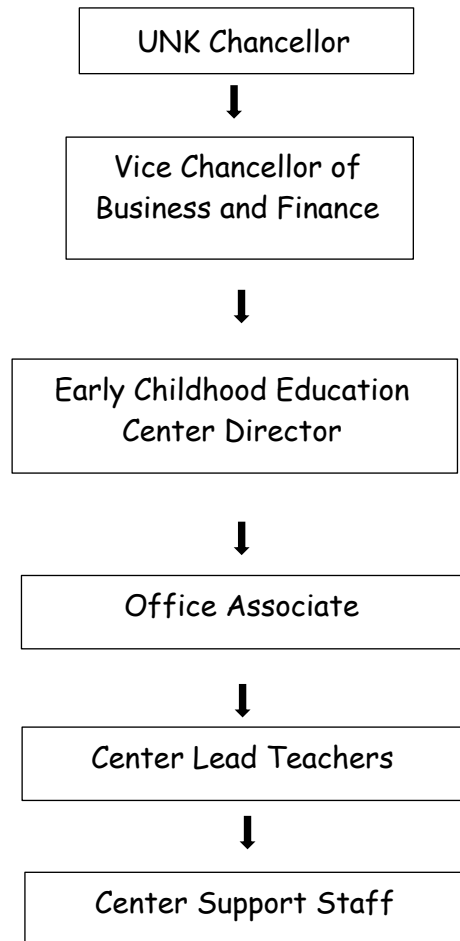 UNK Chancellor
Vice Chancellor of
Business and Finance
Early Childhood Education
Center Director
Office Associate
Center Lead Teachers
Center Support Staff